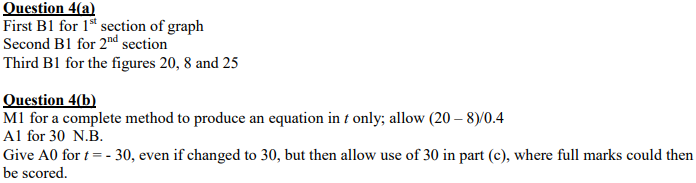 Question 4(a)
First B1 for 1st section of graph
Second B1 for 2nd section
Third B1 for the figures 20, 8 and 25
Question 4(b)
M1 for a complete method to produce an equation in t only; allow (20 – 8)/0.4
A1 for 30 N.B.
Give A0 for t = - 30, even if changed to 30, but then allow use of 30 in part (c), where full marks could then
be scored.